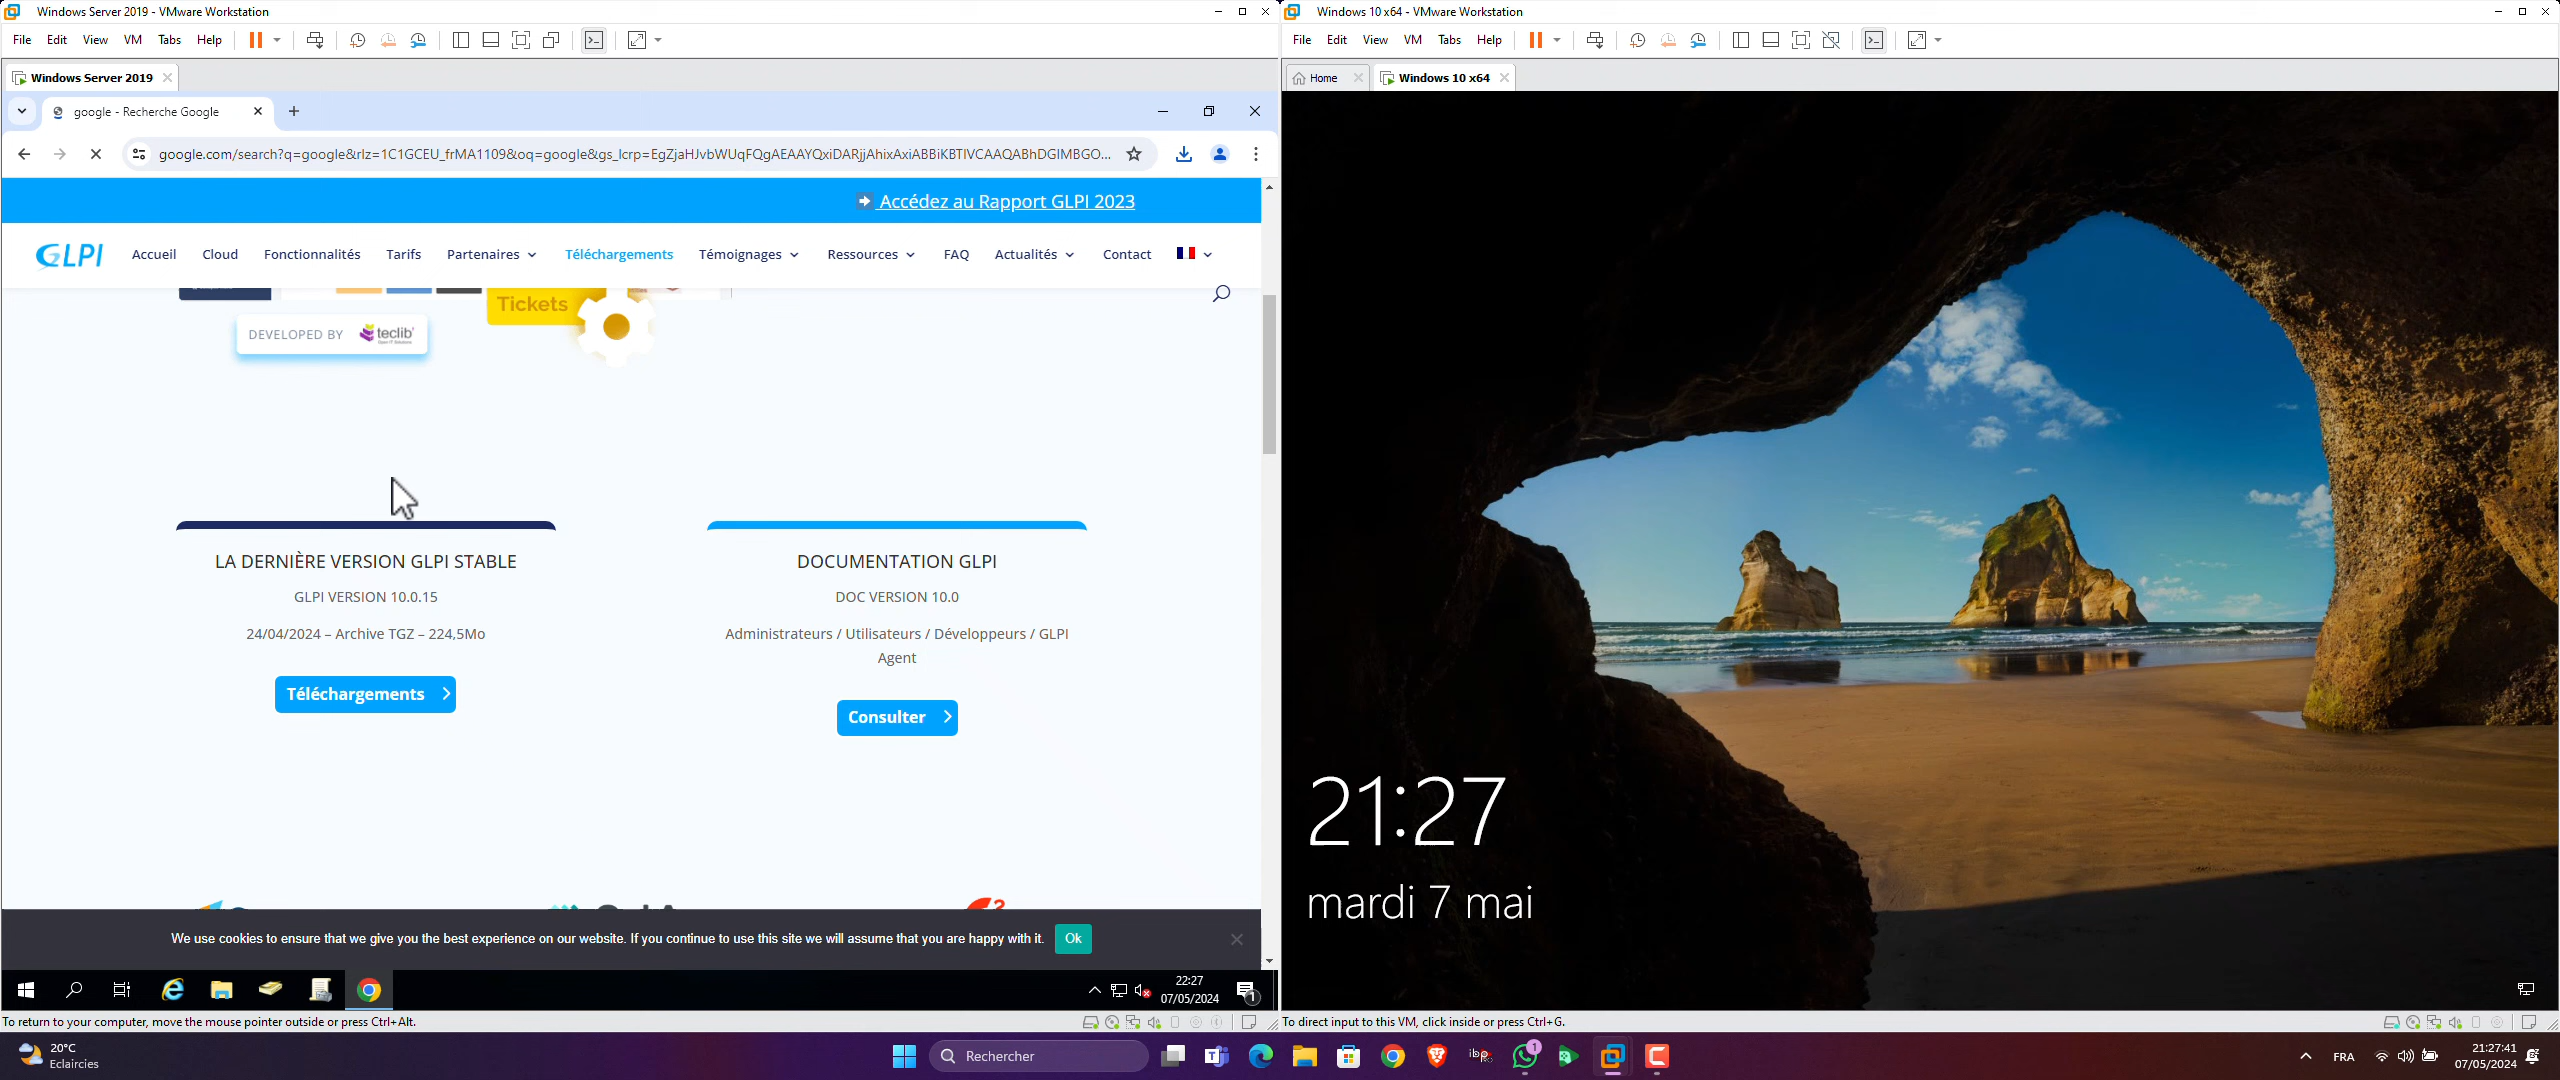 Windows Server 2019 - VMware Workstation
File Edit View VM Tabs Help
Windows Server 2019
google - Recherche Google
google.com/search?q=google&rlz=1C1GCEU_frMA1109&oq=google&gs_lcrp=EgZjaHJvbWUqFQgAEAAYQxiDARjjAhixAxiABBiKBTIVCAAQABhDGIMBGO...
Accédez au Rapport GLPI 2023
GLPI Accueil Cloud Fonctionnalités Tarifs Partenaires Téléchargements Témoignages Ressources FAQ Actualités Contact
Tickets
DEVELOPED BY teclib'
LA DERNIÈRE VERSION GLPI STABLE
GLPI VERSION 10.0.15
24/04/2024 – Archive TGZ – 224,5Mo
Téléchargements
DOCUMENTATION GLPI
DOC VERSION 10.0
Administrateurs / Utilisateurs / Développeurs / GLPI
Agent
Consulter
We use cookies to ensure that we give you the best experience on our website. If you continue to use this site we will assume that you are happy with it. Ok
22:27
07/05/2024
1
To return to your computer, move the mouse pointer outside or press Ctrl+Alt.
Windows 10 x64 - VMware Workstation
File Edit View VM Tabs Help
Home Windows 10 x64
21:27
mardi 7 mai
To direct input to this VM, click inside or press Ctrl+G.
20°C
Eclaircies
Rechercher
ibp
1
FRA
21:27:41
07/05/2024